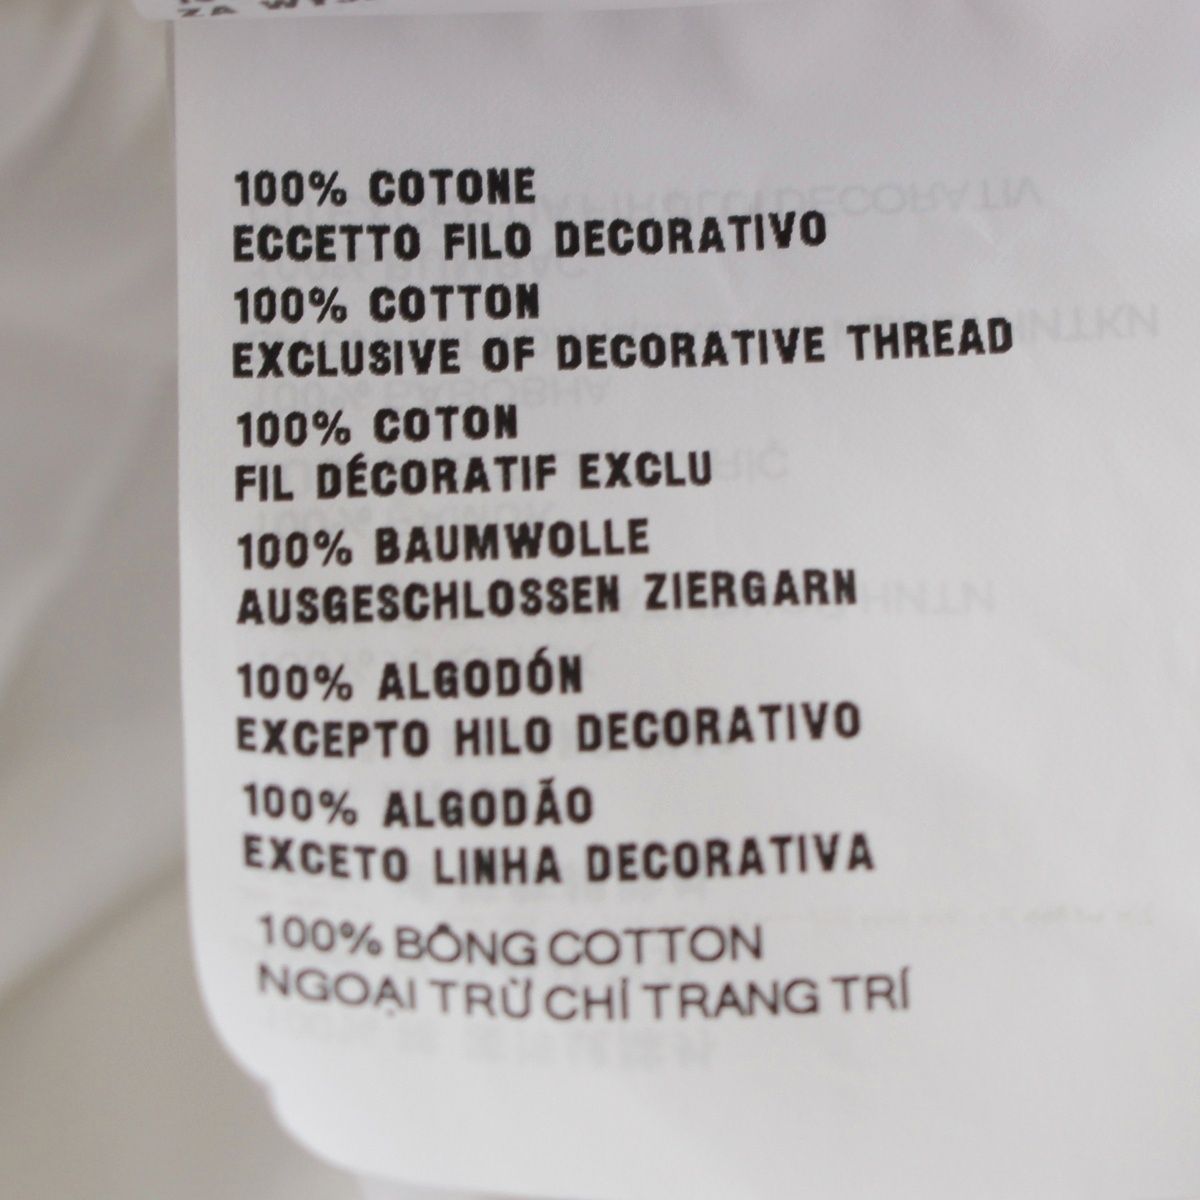 ZA
100% COTONE
ECCETTO FILO DECORATIVO
100% COTTON
EXCLUSIVE OF DECORATIVE THREAD
100% COTON
FIL DÉCORATIF EXCLU
100% BAUMWOLLE
AUSGESCHLOSSEN ZIERGARN
100% ALGODÓN
EXCEPTO HILO DECORATIVO
100% ALGODÃO
EXCETO LINHA DECORATIVA
100% BÔNG COTTON
NGOẠI TRỪ CHỈ TRANG TRÍ